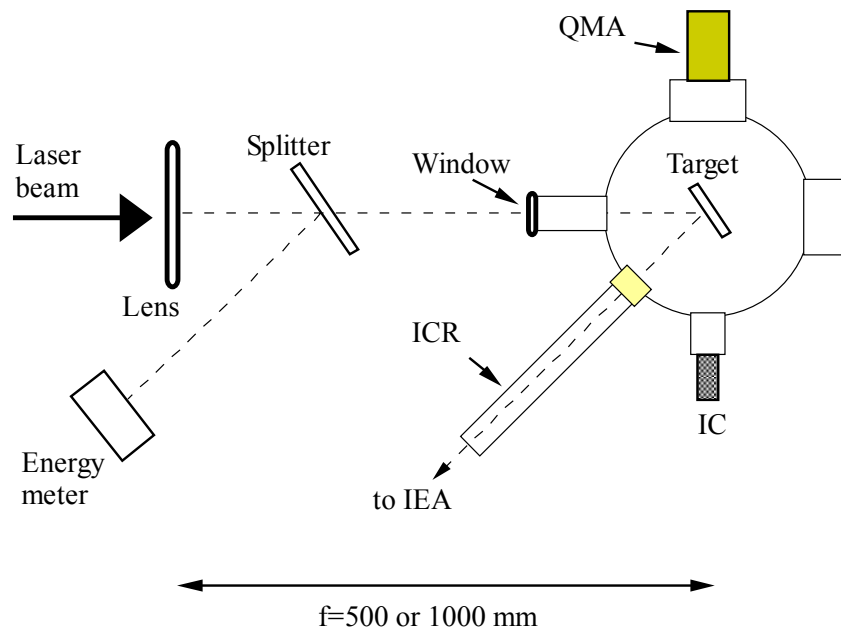 QMA
Laser
beam
Splitter
Window
Target
Lens
ICR
IC
Energy
meter
to IEA
f=500 or 1000 mm